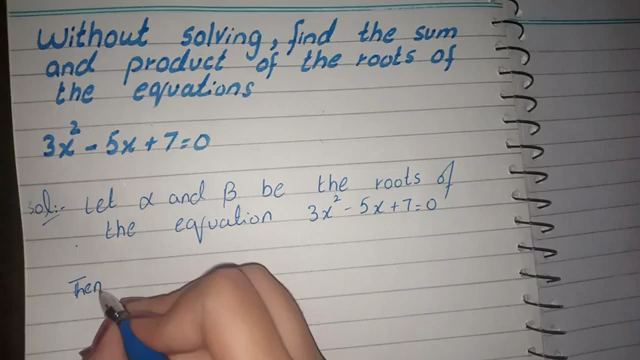 Without solving, find the sum
and product of the roots of
the equations
3x² - 5x + 7 = 0
Sol:- Let α and β be the roots of
the equation 3x² - 5x + 7 = 0
Then